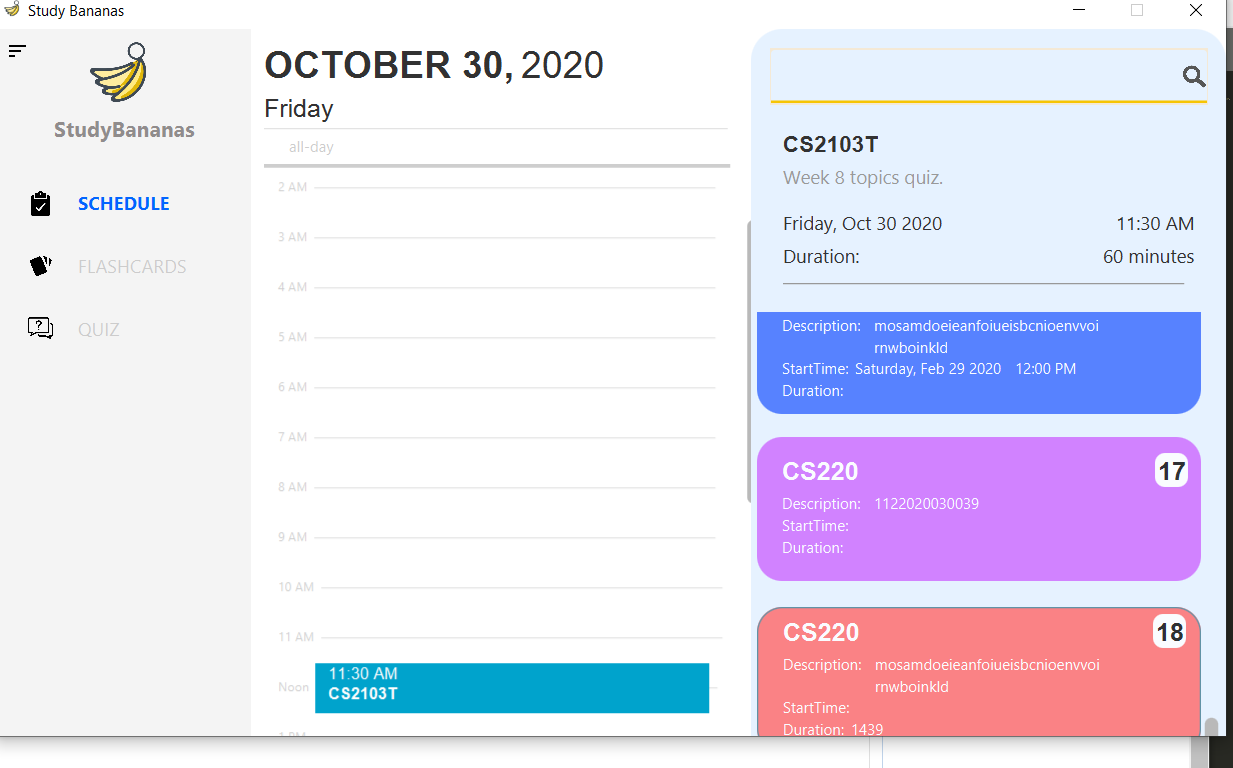 Study Bananas
StudyBananas
SCHEDULE
FLASHCARDS
QUIZ
OCTOBER 30, 2020
Friday
all-day
2 AM
3 AM
4 AM
5 AM
6 AM
7 AM
8 AM
9 AM
10 AM
11 AM
11:30 AM
CS2103T
Noon
1 PM
CS2103T
Week 8 topics quiz.
Friday, Oct 30 2020 11:30 AM
Duration: 60 minutes
Description: mosamdoeieanfoiueisbcnioenvvoi
rnwboinkld
StartTime: Saturday, Feb 29 2020 12:00 PM
Duration:
CS220 17
Description: 1122020030039
StartTime:
Duration:
CS220 18
Description: mosamdoeieanfoiueisbcnioenvvoi
rnwboinkld
StartTime:
Duration: 1439